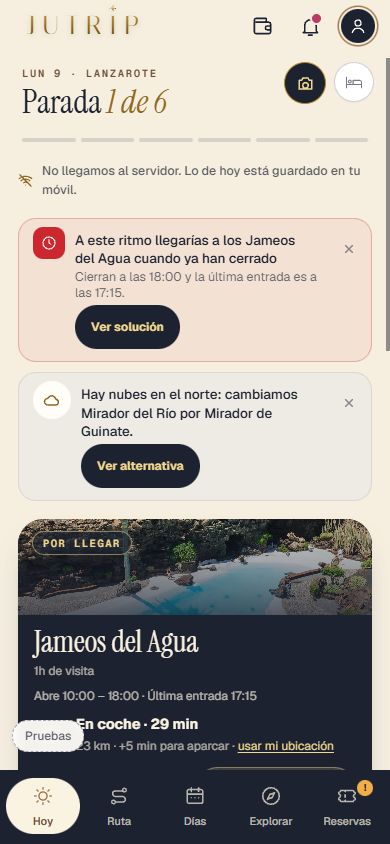 JUTRIP
LUN 9 · LANZAROTE
Parada 1 de 6
No llegamos al servidor. Lo de hoy está guardado en tu
móvil.
A este ritmo llegarías a los Jameos
del Agua cuando ya han cerrado
Cierran a las 18:00 y la última entrada es a
las 17:15.
Ver solución
Hay nubes en el norte: cambiamos
Mirador del Río por Mirador de
Guinate.
Ver alternativa
POR LLEGAR
Jameos del Agua
1h de visita
Abre 10:00 – 18:00 · Última entrada 17:15
En coche · 29 min
Pruebas
3 km · +5 min para aparcar · usar mi ubicación
!
Hoy
Ruta
Días
Explorar
Reservas